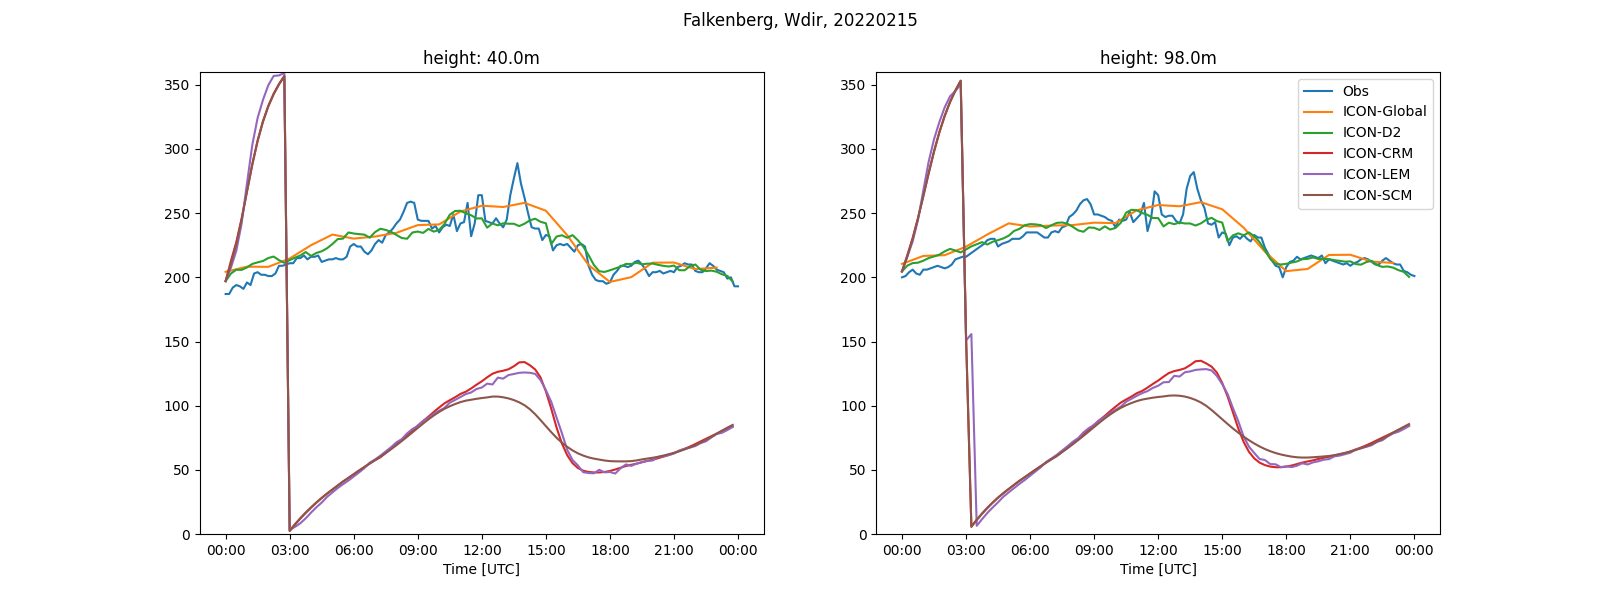 Falkenberg, Wdir, 20220215
height: 40.0m
350
300
250
200
150
100
50
0
00:00 03:00 06:00 09:00 12:00 15:00 18:00 21:00 00:00
Time [UTC]
height: 98.0m
350
300
250
200
150
100
50
0
00:00 03:00 06:00 09:00 12:00 15:00 18:00 21:00 00:00
Time [UTC]
Obs
ICON-Global
ICON-D2
ICON-CRM
ICON-LEM
ICON-SCM